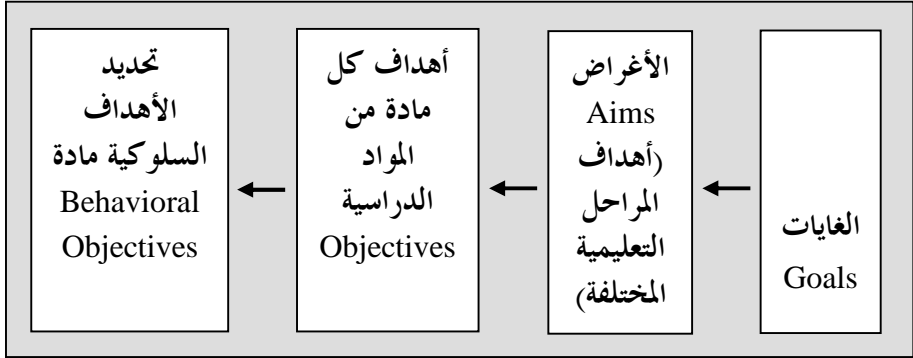 الغايات
Goals
الأغراض
Aims
(أهداف
المراحل
التعليمية
المختلفة)
أهداف كل
مادة من
المواد
الدراسية
Objectives
تحديد
الأهداف
السلوكية مادة
Behavioral
Objectives